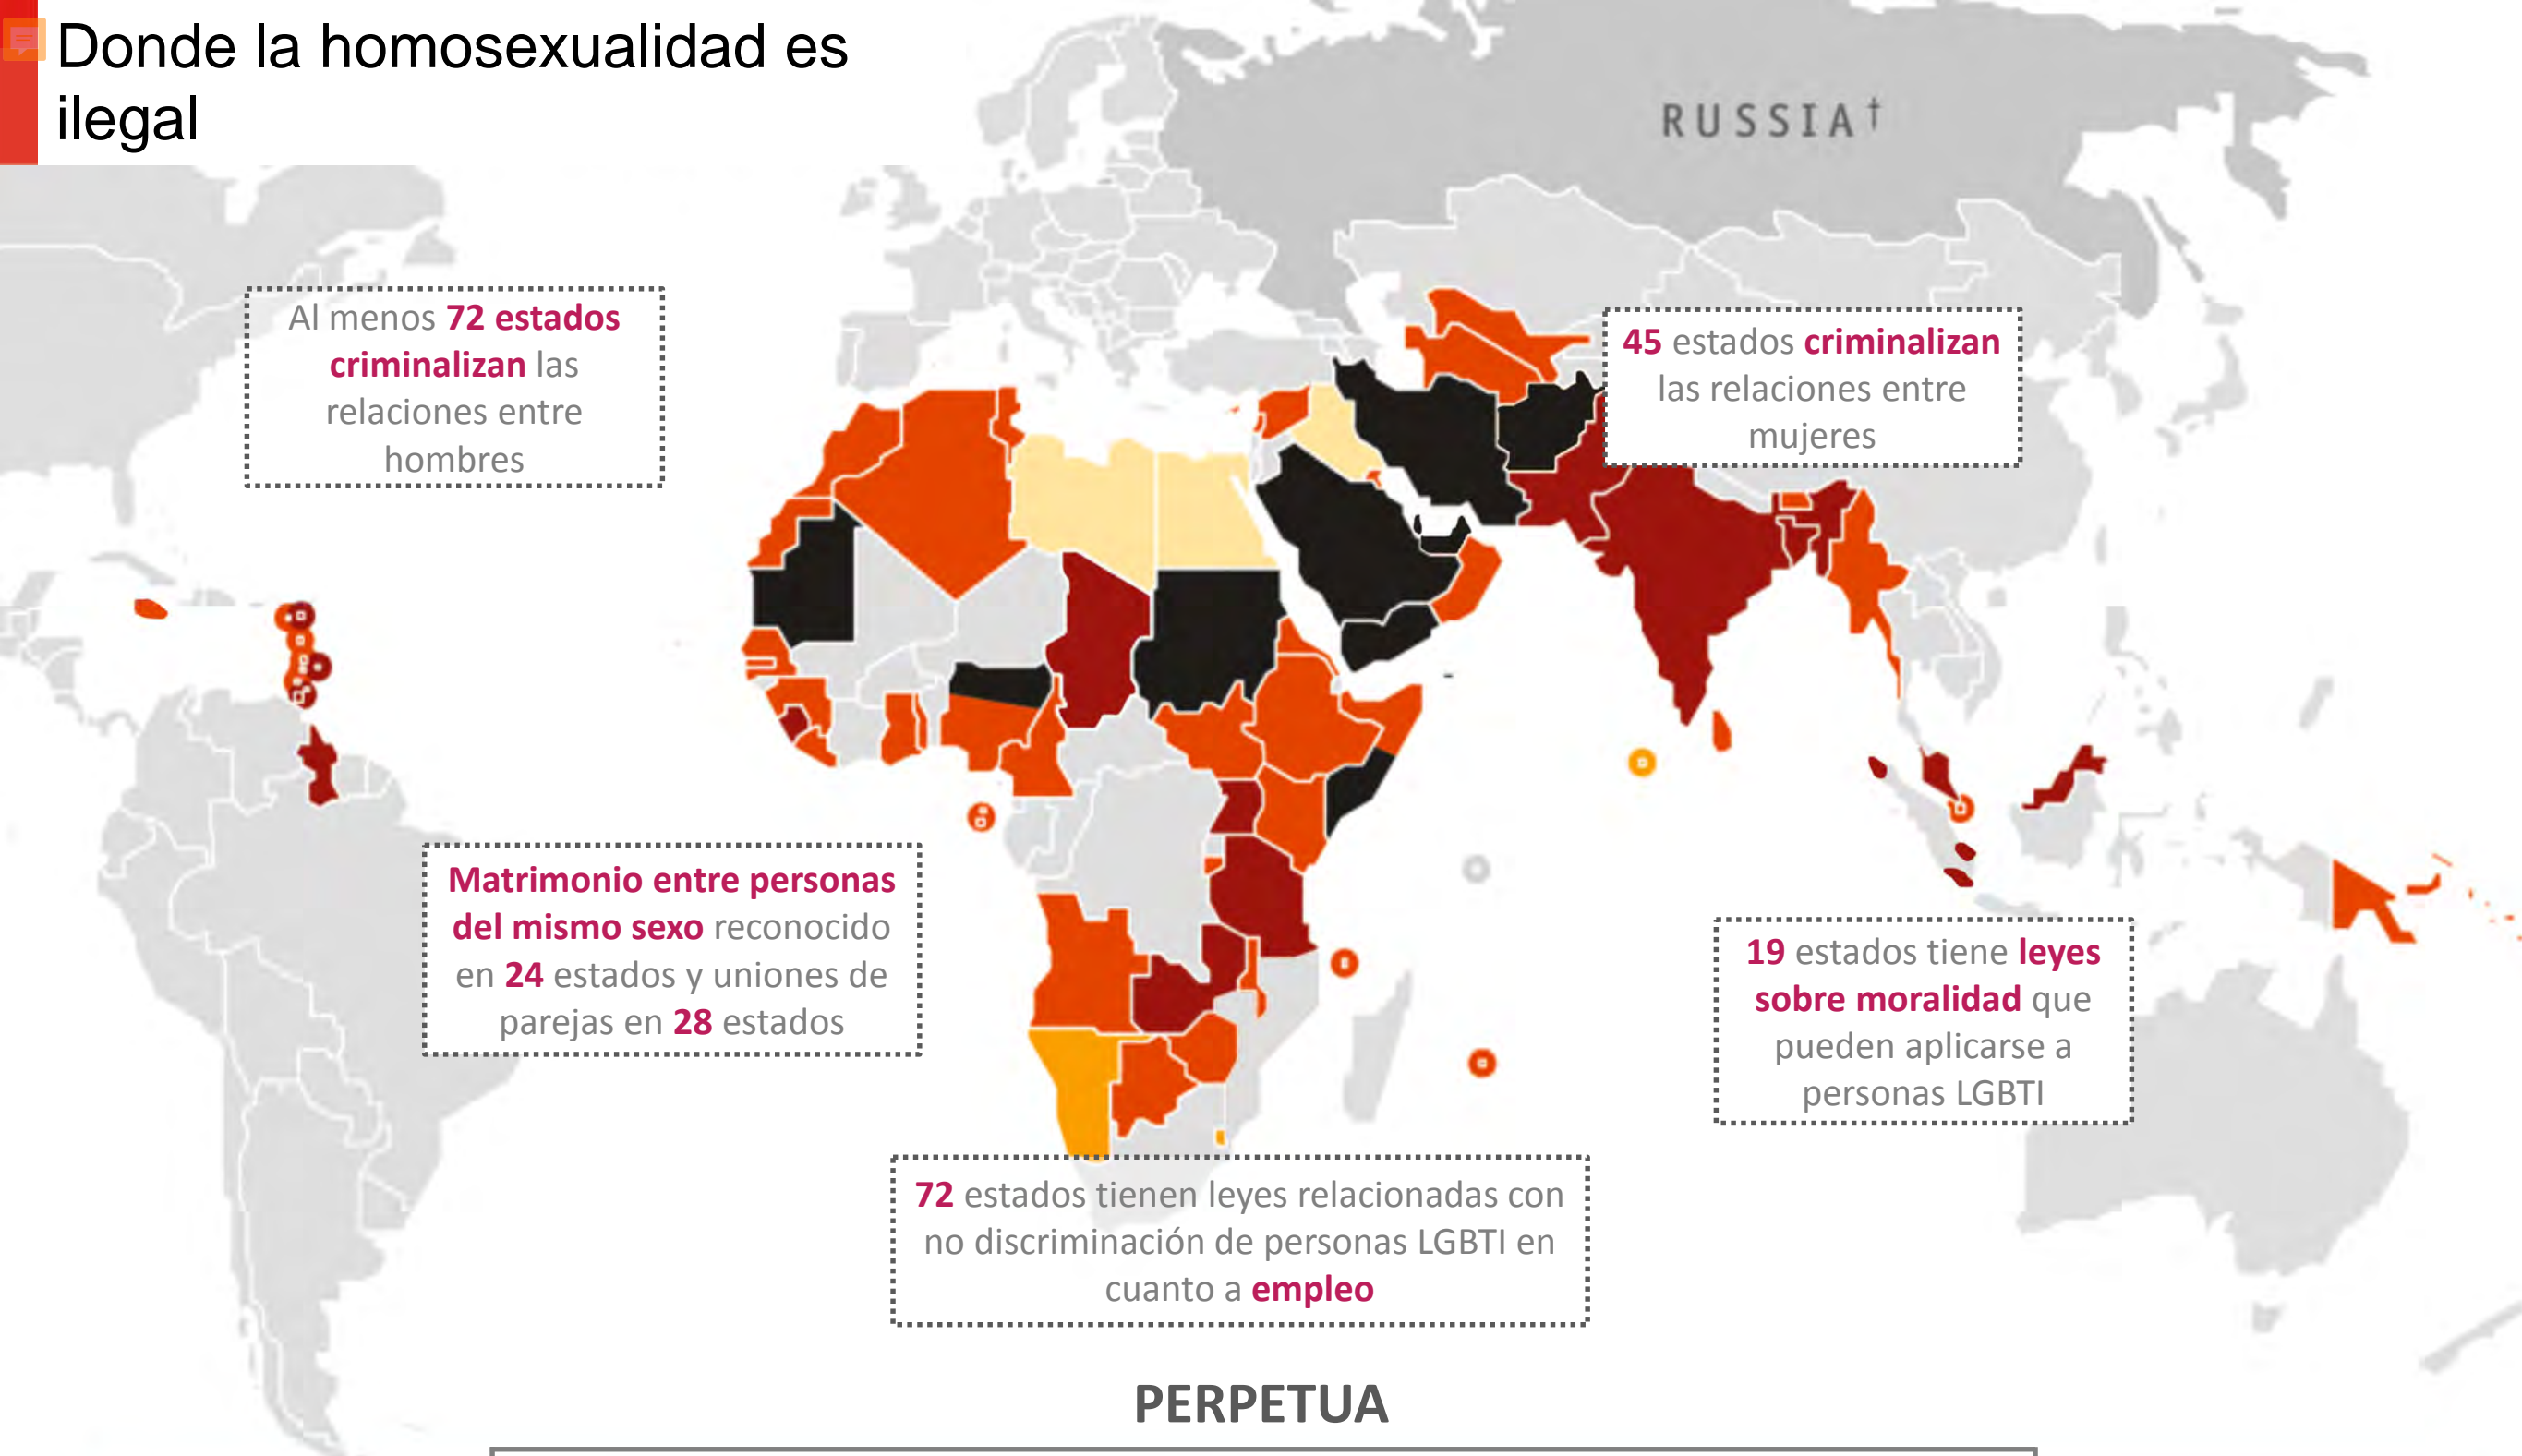 Donde la homosexualidad es
ilegal
RUSSIA†
Al menos 72 estados
criminalizan las
relaciones entre
hombres
45 estados criminalizan
las relaciones entre
mujeres
Matrimonio entre personas
del mismo sexo reconocido
en 24 estados y uniones de
parejas en 28 estados
19 estados tiene leyes
sobre moralidad que
pueden aplicarse a
personas LGBTI
72 estados tienen leyes relacionadas con
no discriminación de personas LGBTI en
cuanto a empleo
PERPETUA